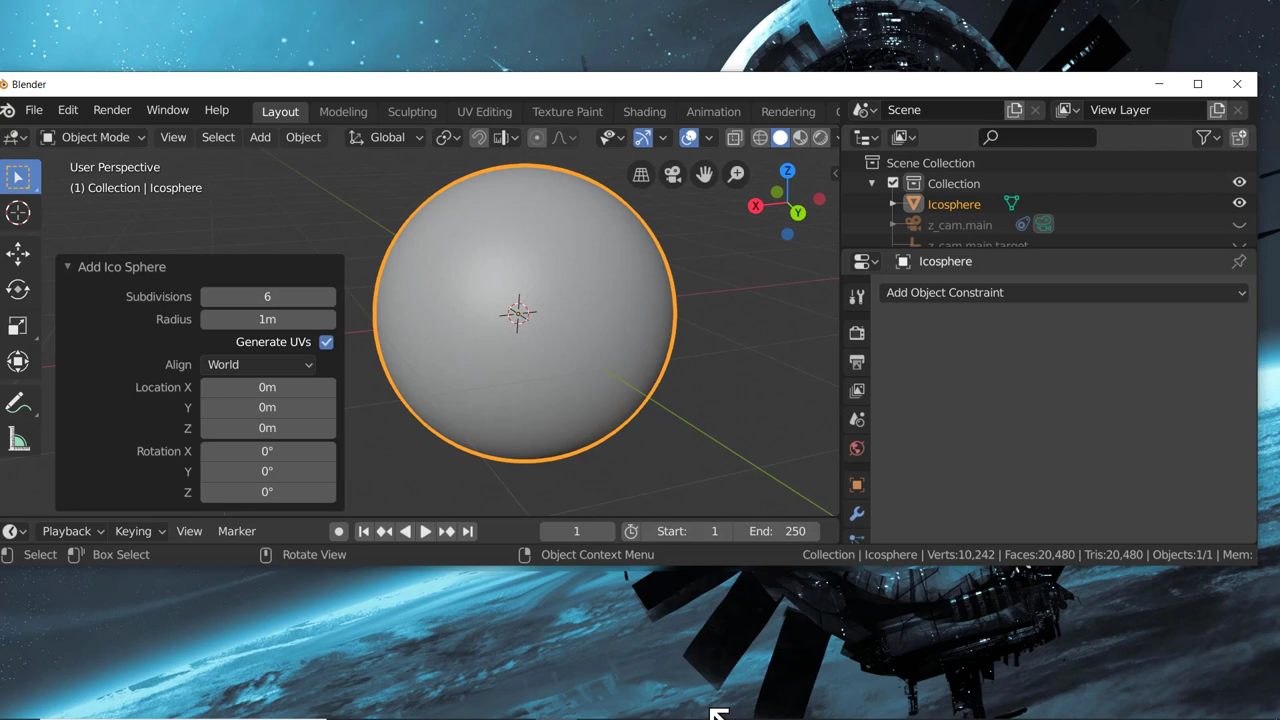 Blender
File Edit Render Window Help Layout Modeling Sculpting UV Editing Texture Paint Shading Animation Rendering Scene View Layer
Object Mode View Select Add Object Global
User Perspective
(1) Collection | Icosphere
Z
X
Y
Scene Collection
Collection
Icosphere
z_cam.main
z_cam.main.target
Icosphere
Add Object Constraint
Add Ico Sphere
Subdivisions 6
Radius 1m
Generate UVs
Align World
Location X 0m
Y 0m
Z 0m
Rotation X 0°
Y 0°
Z 0°
Playback Keying View Marker 1 Start: 1 End: 250
Select Box Select Rotate View Object Context Menu Collection | Icosphere | Verts:10,242 | Faces:20,480 | Tris:20,480 | Objects:1/1 | Mem: